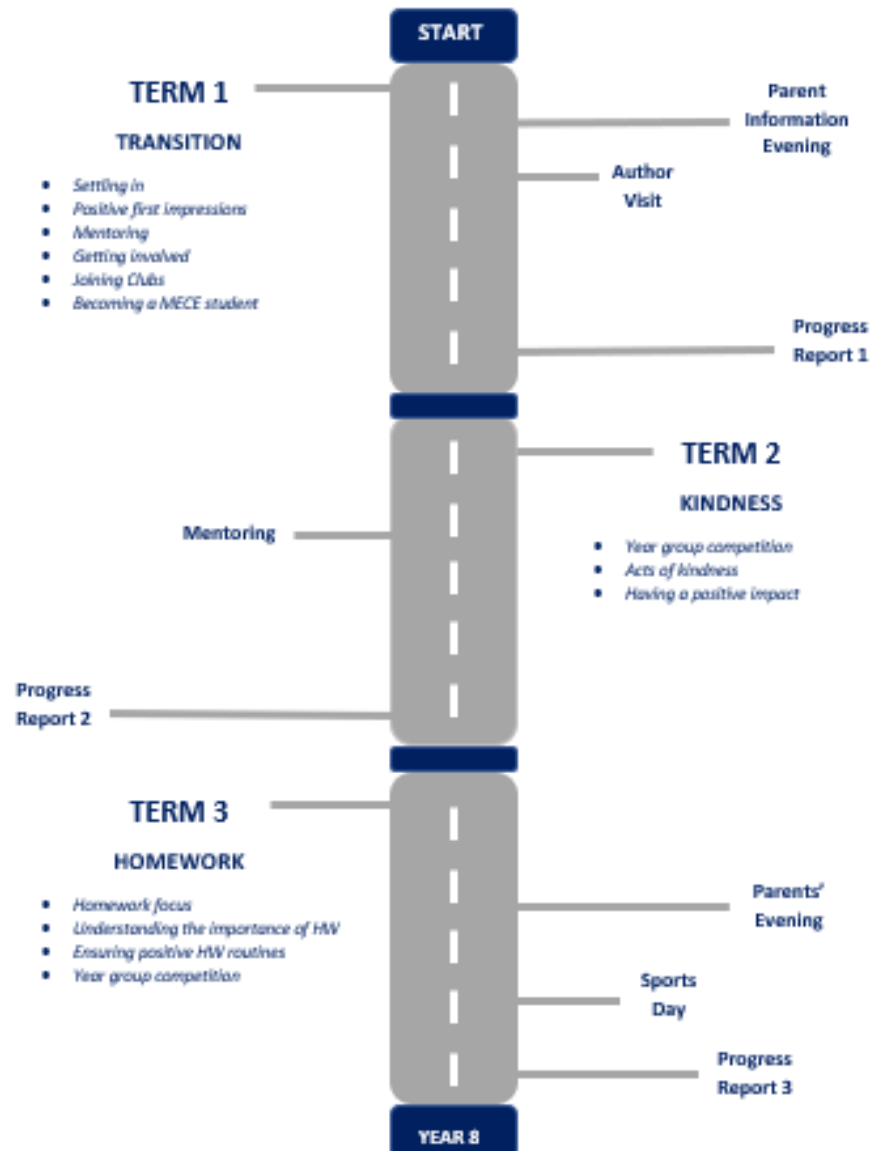 START
TERM 1
TRANSITION
Settling in
Positive first impressions
Mentoring
Getting involved
Joining Clubs
Becoming a MECE student
Parent
Information
Evening
Author
Visit
Progress
Report 1
TERM 2
KINDNESS
Year group competition
Acts of kindness
Having a positive impact
Mentoring
Progress
Report 2
TERM 3
HOMEWORK
Homework focus
Understanding the importance of HW
Ensuring positive HW routines
Year group competition
Parents'
Evening
Sports
Day
Progress
Report 3
YEAR 8